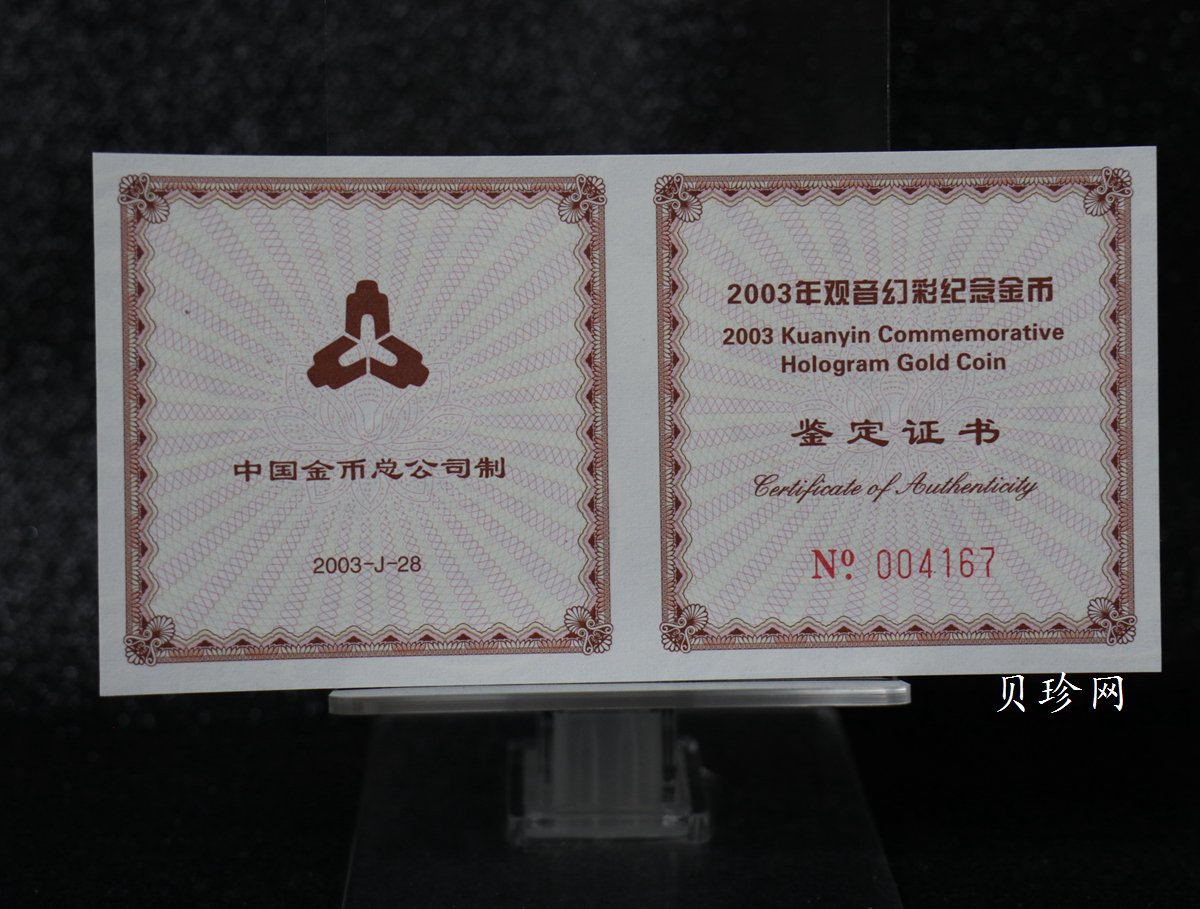 中国金币总公司制
2003-J-28
2003年观音幻彩纪念金币
2003 Kuanyin Commemorative
Hologram Gold Coin
鉴定证书
Certificate of Authenticity
Nº 004167
贝珍网